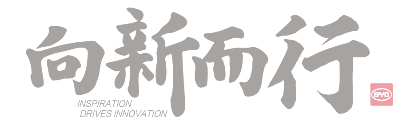 向新而行
INSPIRATION
DRIVES INNOVATION
BYD